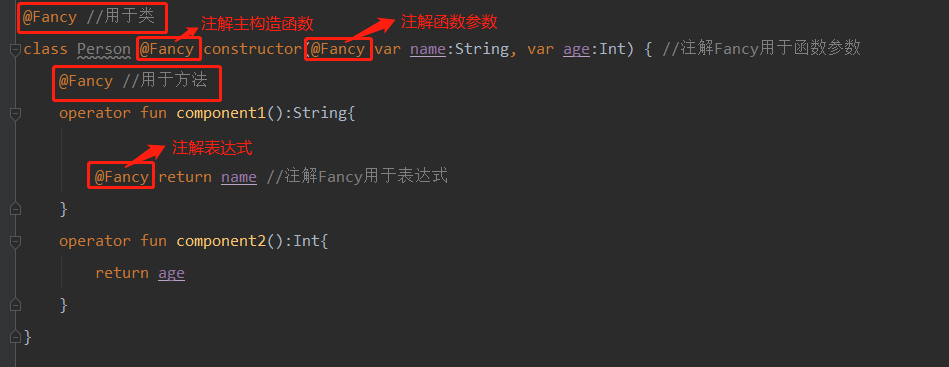 @Fancy //用于类
注解主构造函数
注解函数参数
class Person @Fancy constructor(@Fancy var name:String, var age:Int) { //注解Fancy用于函数参数
@Fancy //用于方法
operator fun component1():String{
注解表达式
@Fancy return name //注解Fancy用于表达式
}
operator fun component2():Int{
return age
}
}